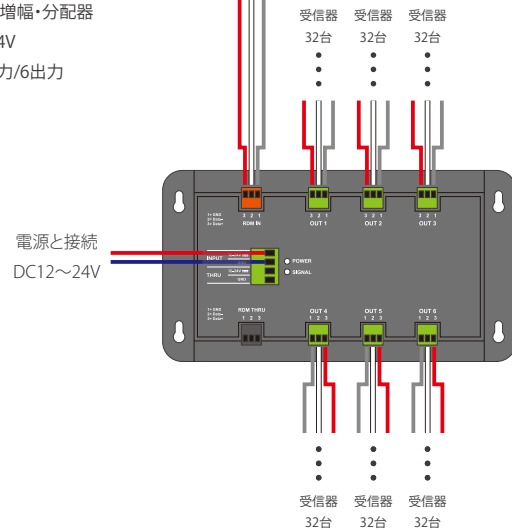 増幅・分配器
4V
力/6出力
受信器 受信器 受信器
32台 32台 32台
3 2 1 3 2 1 3 2 1 3 2 1
1= GND
2= Data-
3= Data+
RDM IN OUT 1 OUT 2 OUT 3
電源と接続
DC12〜24V
INPUT 12~24V
THRU 12~24V
GND
POWER
SIGNAL
1= GND
2= Data-
3= Data+
RDM THRU OUT 4 OUT 5 OUT 6
1 2 3 1 2 3 1 2 3 1 2 3
受信器 受信器 受信器
32台 32台 32台